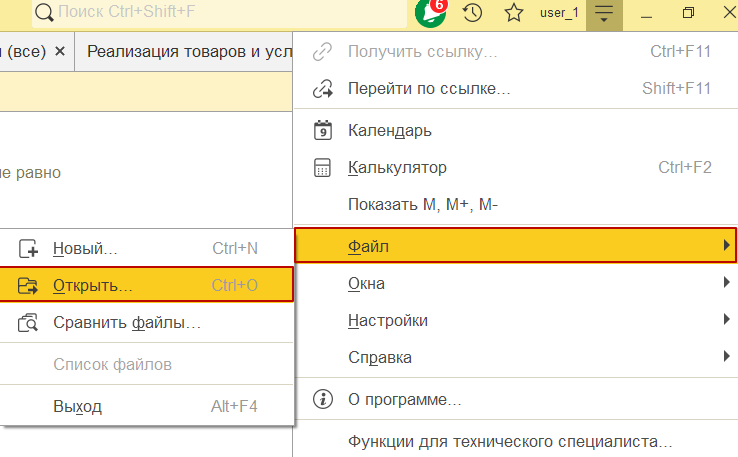 Поиск Ctrl+Shift+F
6
user_1
(все) ×
Реализация товаров и усл
Получить ссылку... Ctrl+F11
Перейти по ссылке... Shift+F11
9 Календарь
е равно
Калькулятор Ctrl+F2
Показать M, M+, M-
Новый... Ctrl+N
Файл
Открыть... Ctrl+O
Окна
Сравнить файлы...
Настройки
Список файлов
Справка
Выход Alt+F4
О программе...
Функции для технического специалиста...